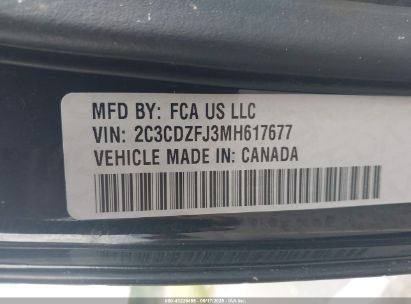 MFD BY: FCA US LLC
VIN: 2C3CDZFJ3MH617677
VEHICLE MADE IN: CANADA